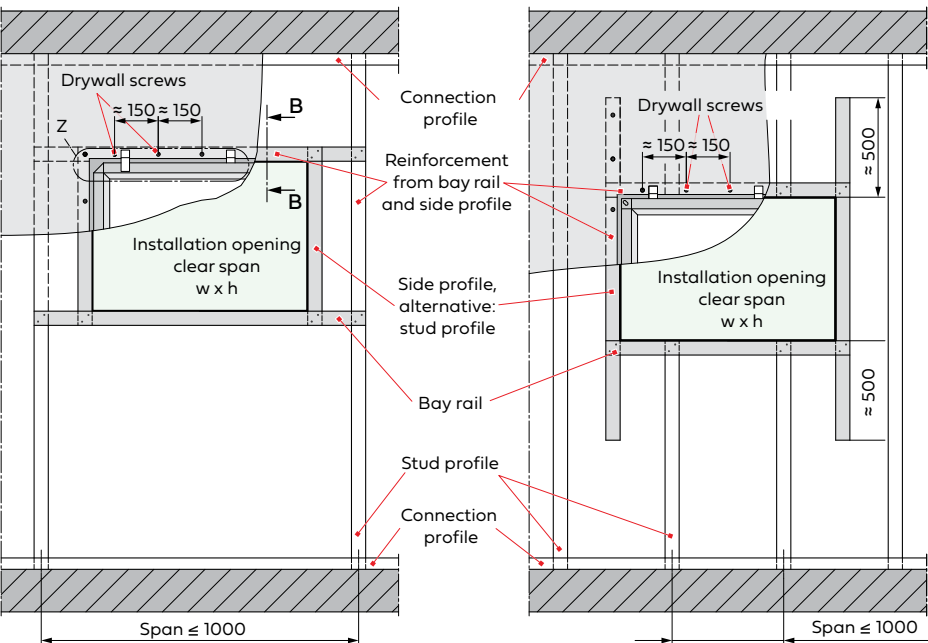 Drywall screws
≈ 150
≈ 150
Z
B
B
Installation opening
clear span
w x h
Span ≤ 1000
Connection
profile
Reinforcement
from bay rail
and side profile
Side profile,
alternative:
stud profile
Bay rail
Stud profile
Connection
profile
Drywall screws
≈ 150
≈ 150
≈ 500
Installation opening
clear span
w x h
≈ 500
Span ≤ 1000